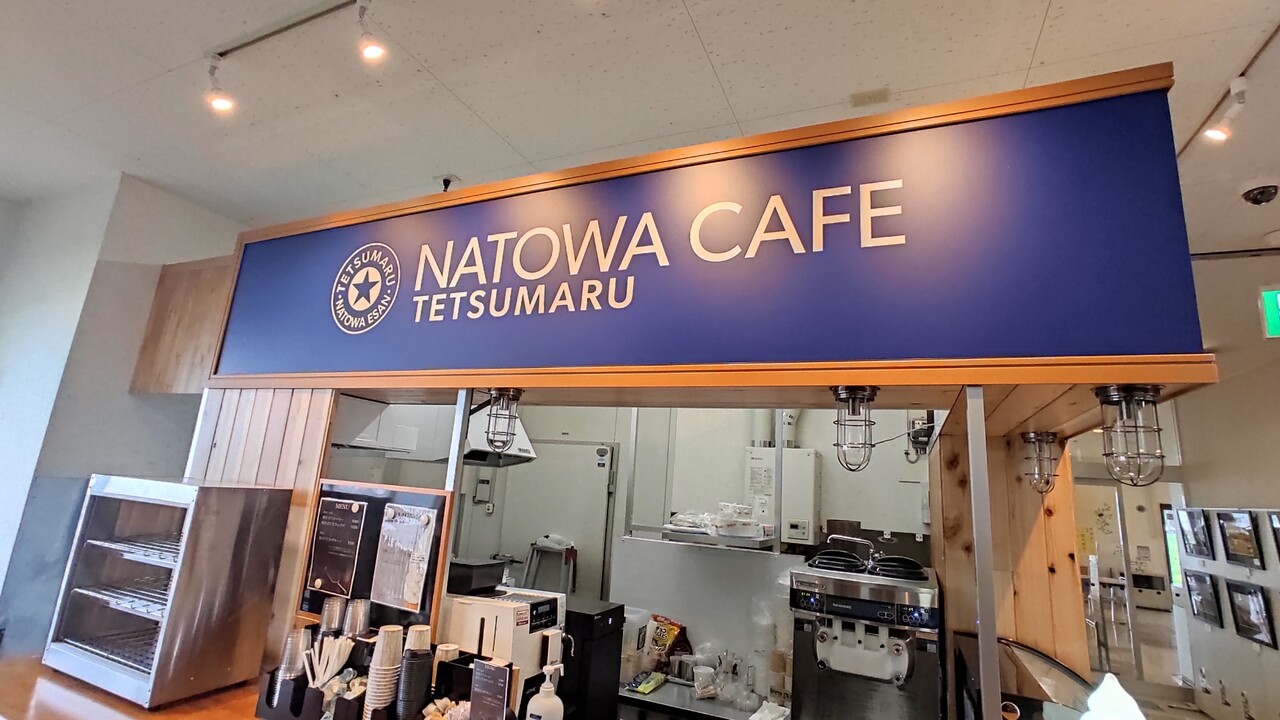 TETSUMARU
NATOWA ESAN
NATOWA CAFE
TETSUMARU
MENU